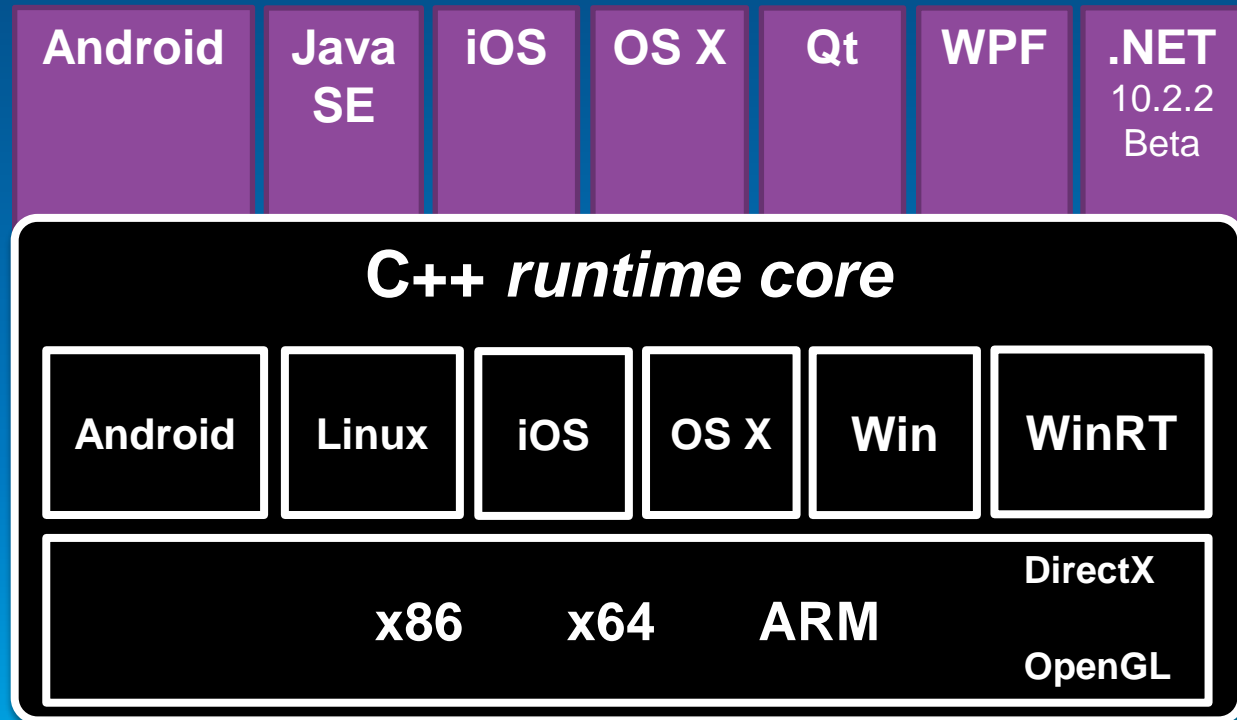 Android
Java
SE
iOS
OS X
Qt
WPF
.NET
10.2.2
Beta
C++ runtime core
Android
Linux
iOS
OS X
Win
WinRT
x86 x64 ARM
DirectX
OpenGL